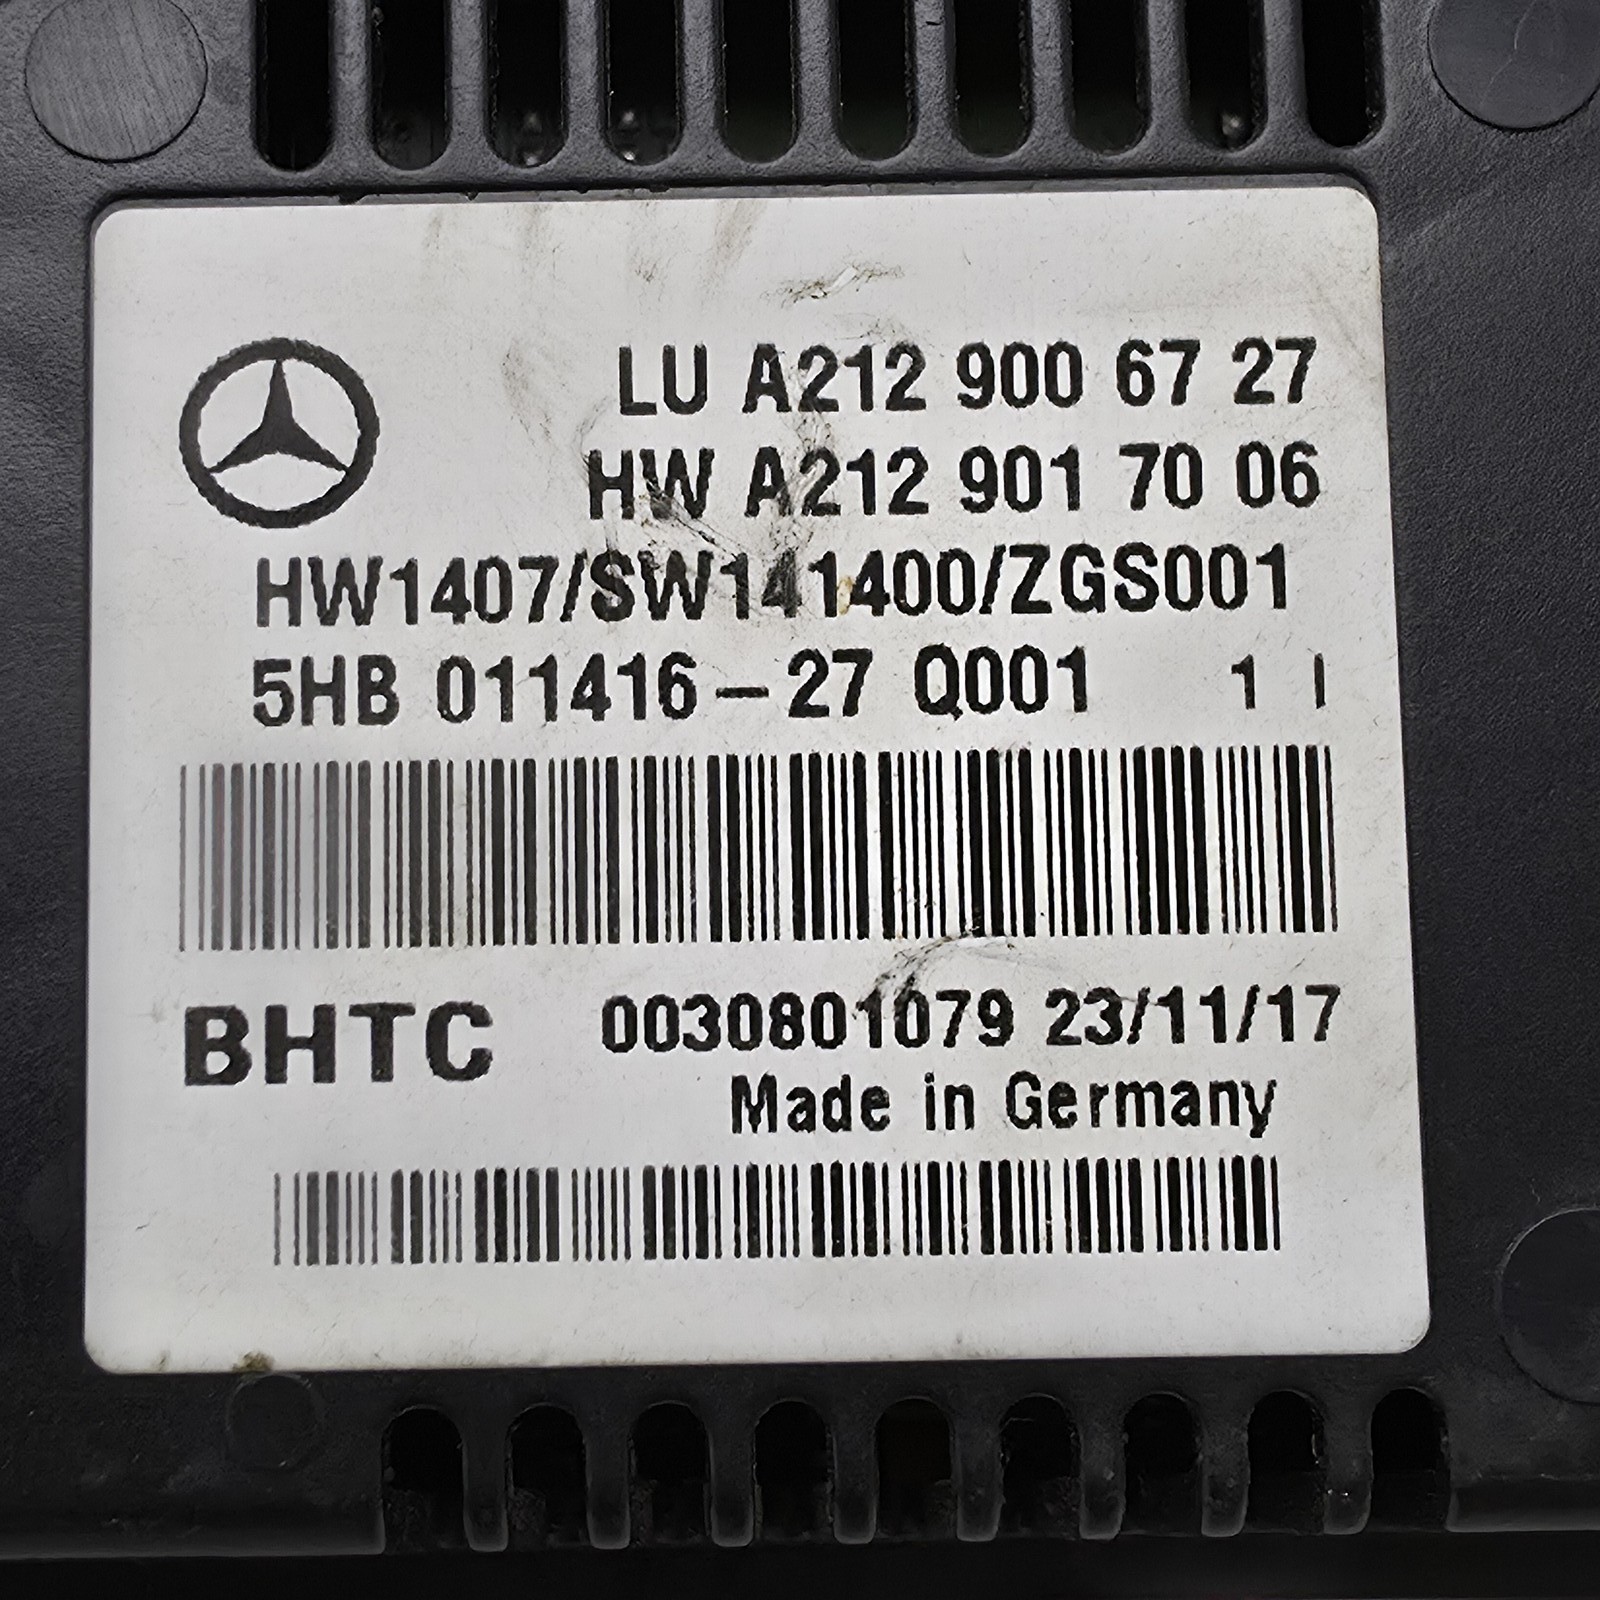 LU A212 900 67 27
HW A212 901 70 06
HW1407/SW141400/ZGS001
5HB 011416-27 Q001 1 I
BHTC 0030801079 23/11/17
Made in Germany